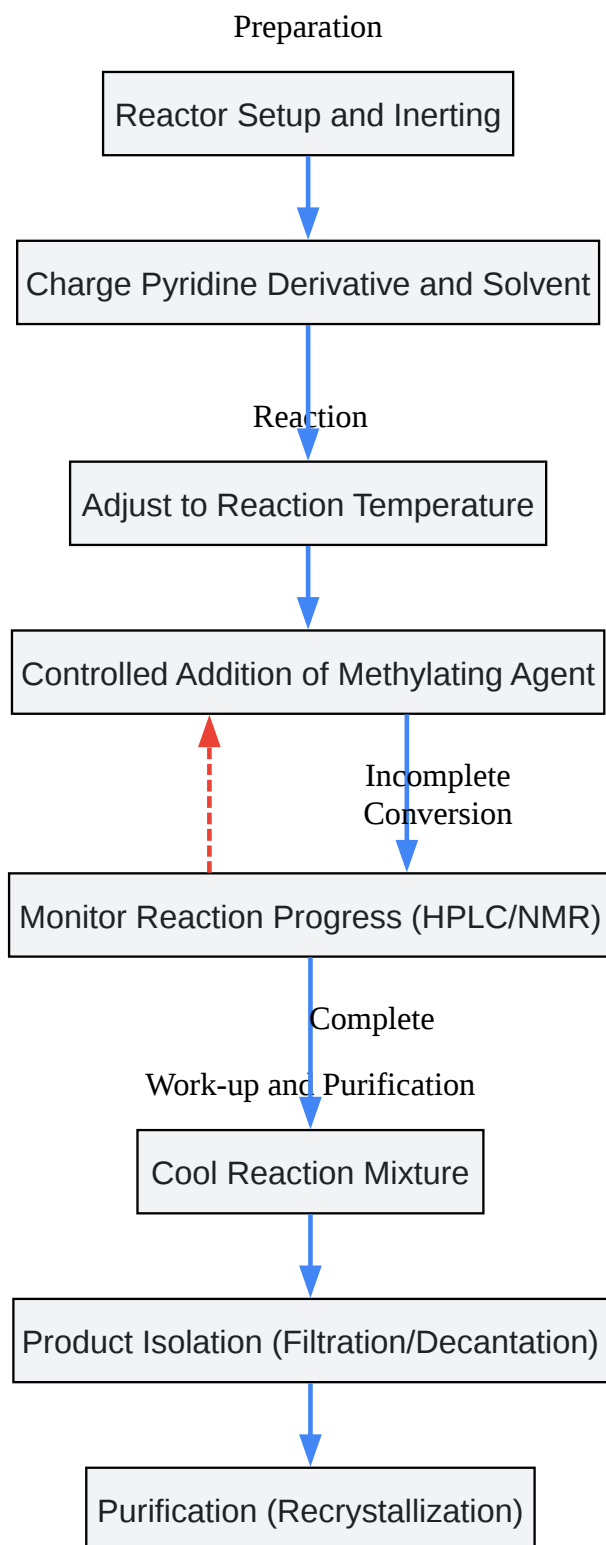 Preparation
Reactor Setup and Inerting
Charge Pyridine Derivative and Solvent
Reaction
Adjust to Reaction Temperature
Controlled Addition of Methylating Agent
Incomplete
Conversion
Monitor Reaction Progress (HPLC/NMR)
Complete
Work-up and Purification
Cool Reaction Mixture
Product Isolation (Filtration/Decantation)
Purification (Recrystallization)